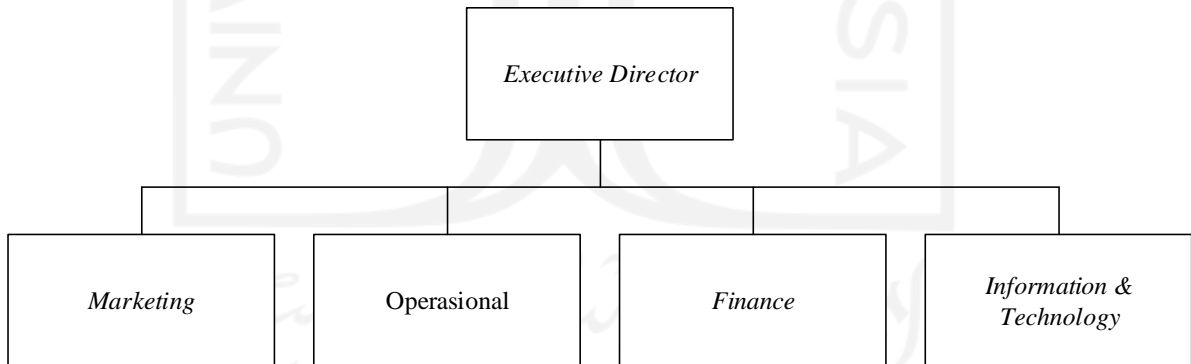 Executive Director
Marketing
Operasional
Finance
Information &
Technology